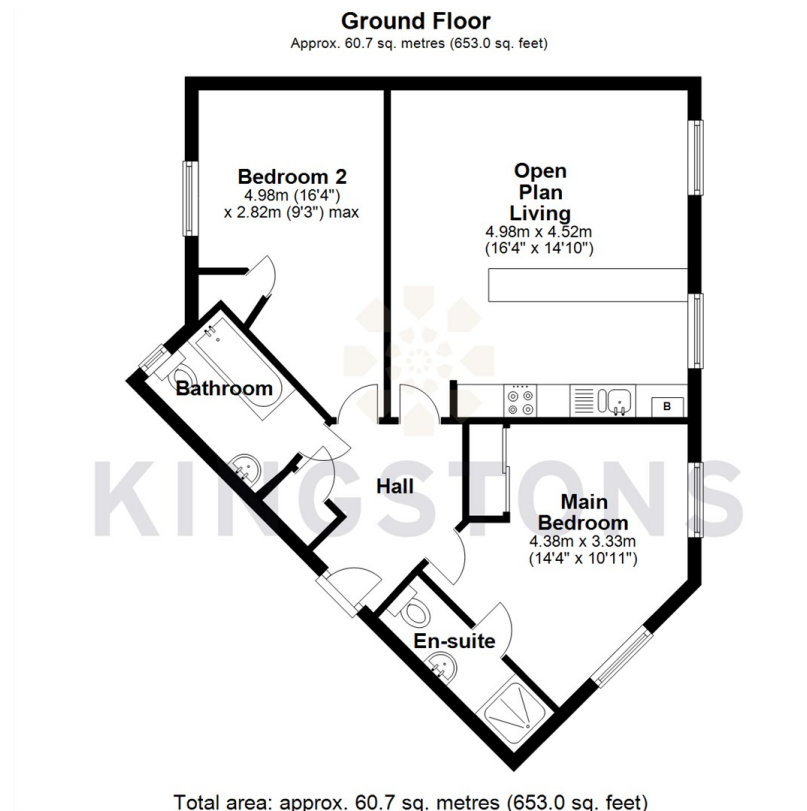 Ground Floor
Approx. 60.7 sq. metres (653.0 sq. feet)
Bedroom 2
4.98m (16'4")
x 2.82m (9'3") max
Open
Plan
Living
4.98m x 4.52m
(16'4" x 14'10")
Bathroom
B
Hall
KINGSTONS
Main
Bedroom
4.38m x 3.33m
(14'4" x 10'11")
En-suite
Total area: approx. 60.7 sq. metres (653.0 sq. feet)